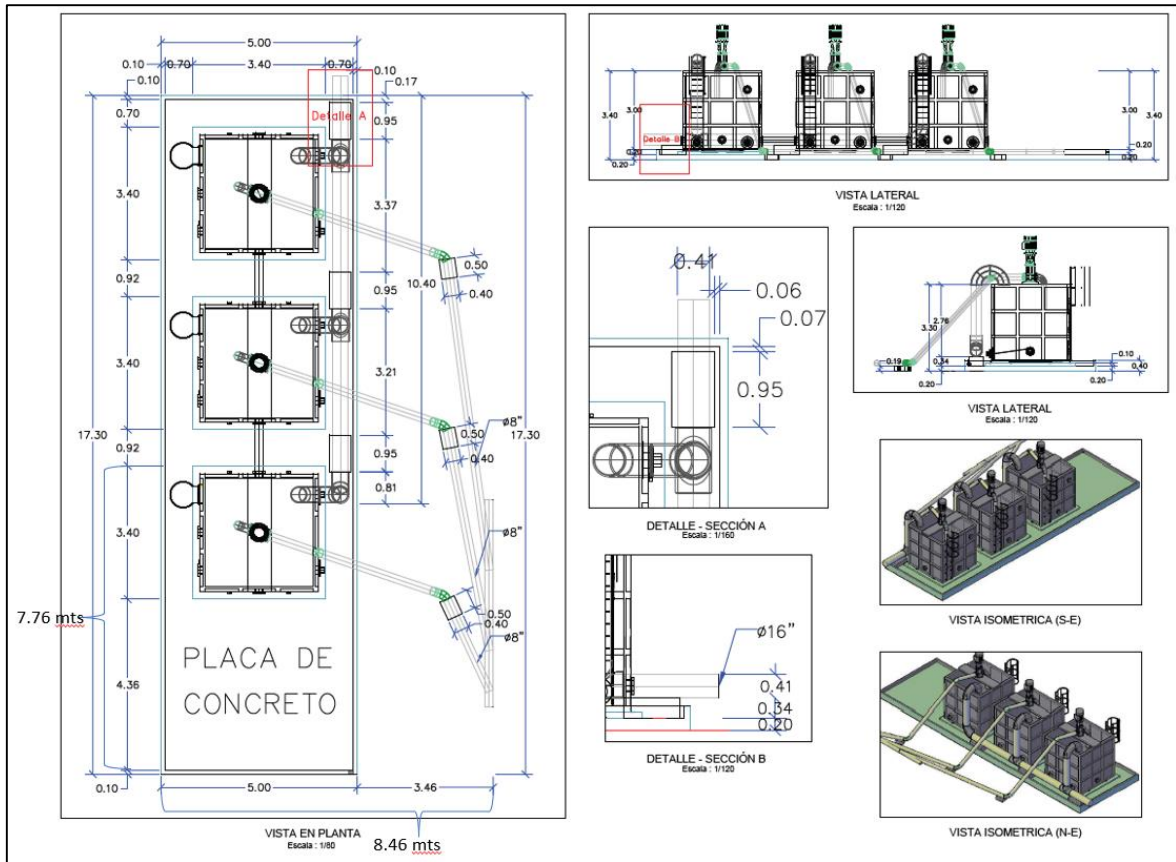 5.00
0.10
0.70
3.40
0.70
0.10
0.10
0.17
0.70
Detalle A
0.95
3.40
3.37
0.50
0.40
0.92
10.40
0.95
3.40
3.21
0.50
ø8"
17.30
17.30
0.40
0.92
0.95
0.81
3.40
ø8"
0.50
0.40
ø8"
7.76 mts
4.36
PLACA DE
CONCRETO
0.10
5.00
3.46
VISTA EN PLANTA
Escala : 1/80
8.46 mts
3.40
3.00
Detalle B
0.20
0.20
3.00
3.40
0.20
0.20
VISTA LATERAL
Escala : 1/120
0.41
0.06
0.07
0.95
DETALLE - SECCIÓN A
Escala : 1/160
2.76
3.30
0.19
0.34
0.20
0.10
0.40
0.20
VISTA LATERAL
Escala : 1/120
ø16"
0.41
0.34
0.20
DETALLE - SECCIÓN B
Escala : 1/120
VISTA ISOMETRICA (S-E)
VISTA ISOMETRICA (N-E)